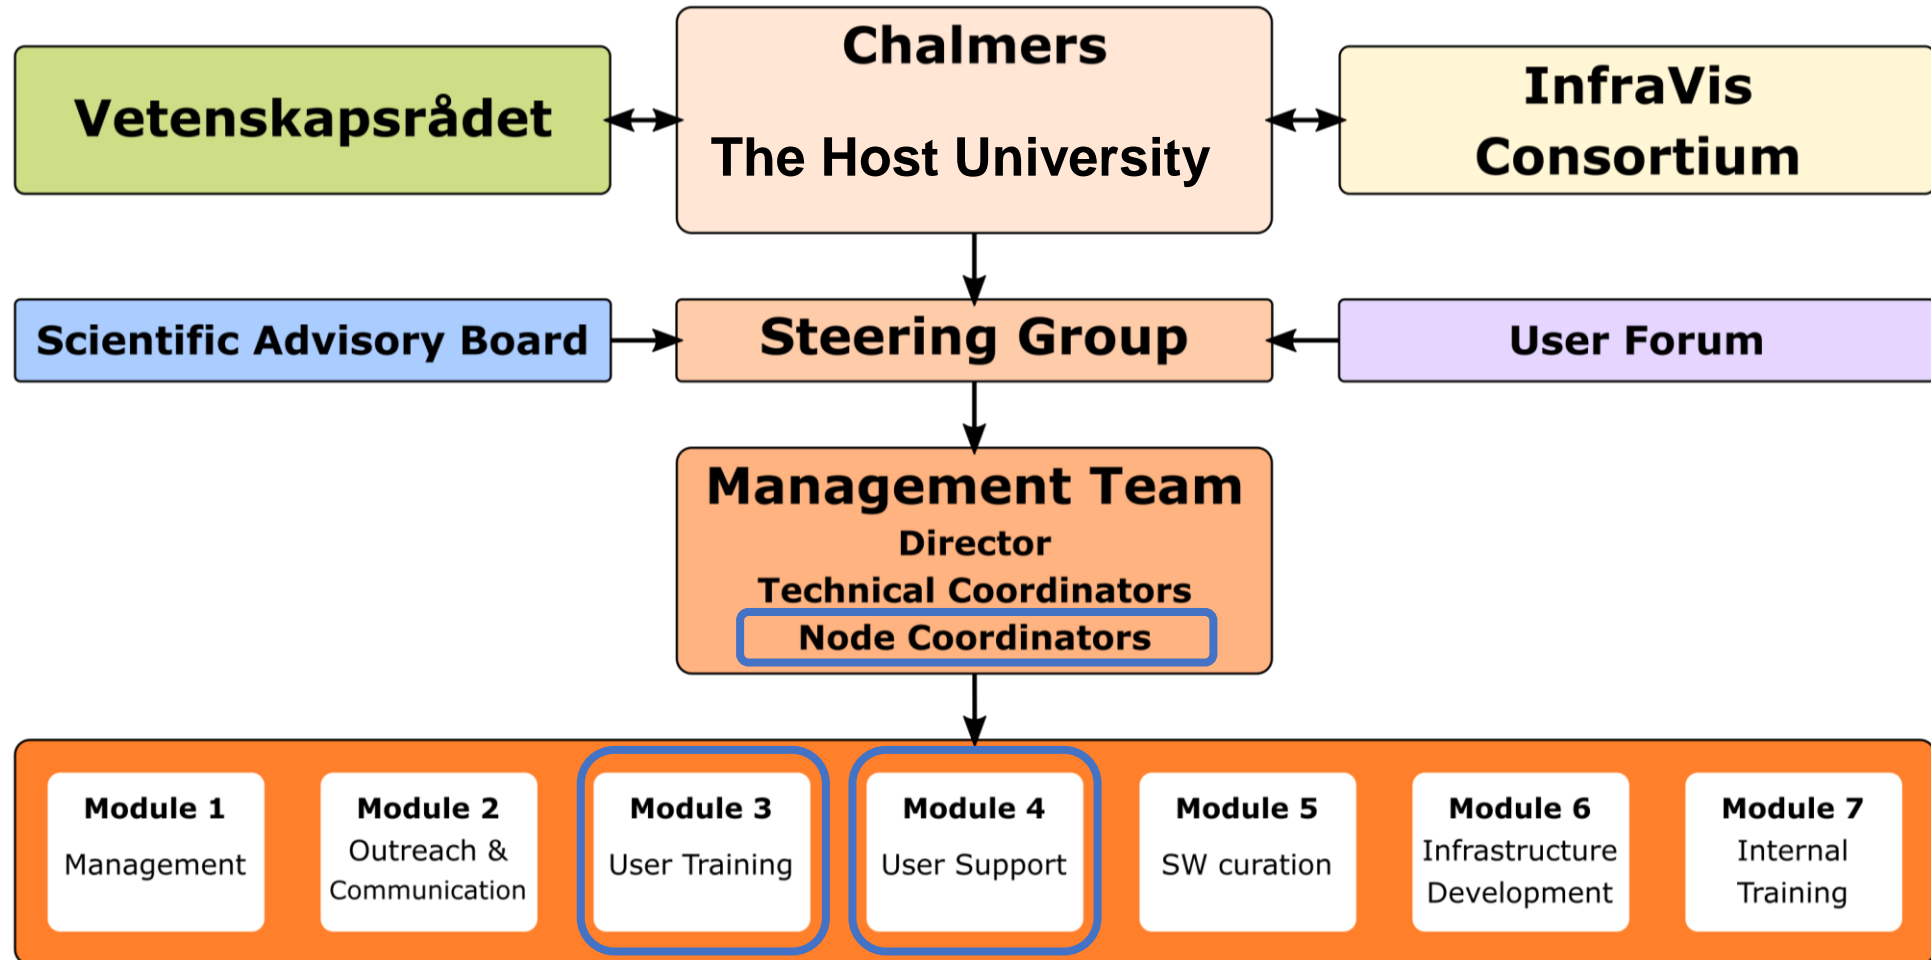 Vetenskapsrådet
Chalmers
The Host University
InfraVis
Consortium
Scientific Advisory Board
Steering Group
User Forum
Management Team
Director
Technical Coordinators
Node Coordinators
Module 1
Management
Module 2
Outreach &
Communication
Module 3
User Training
Module 4
User Support
Module 5
SW curation
Module 6
Infrastructure
Development
Module 7
Internal
Training